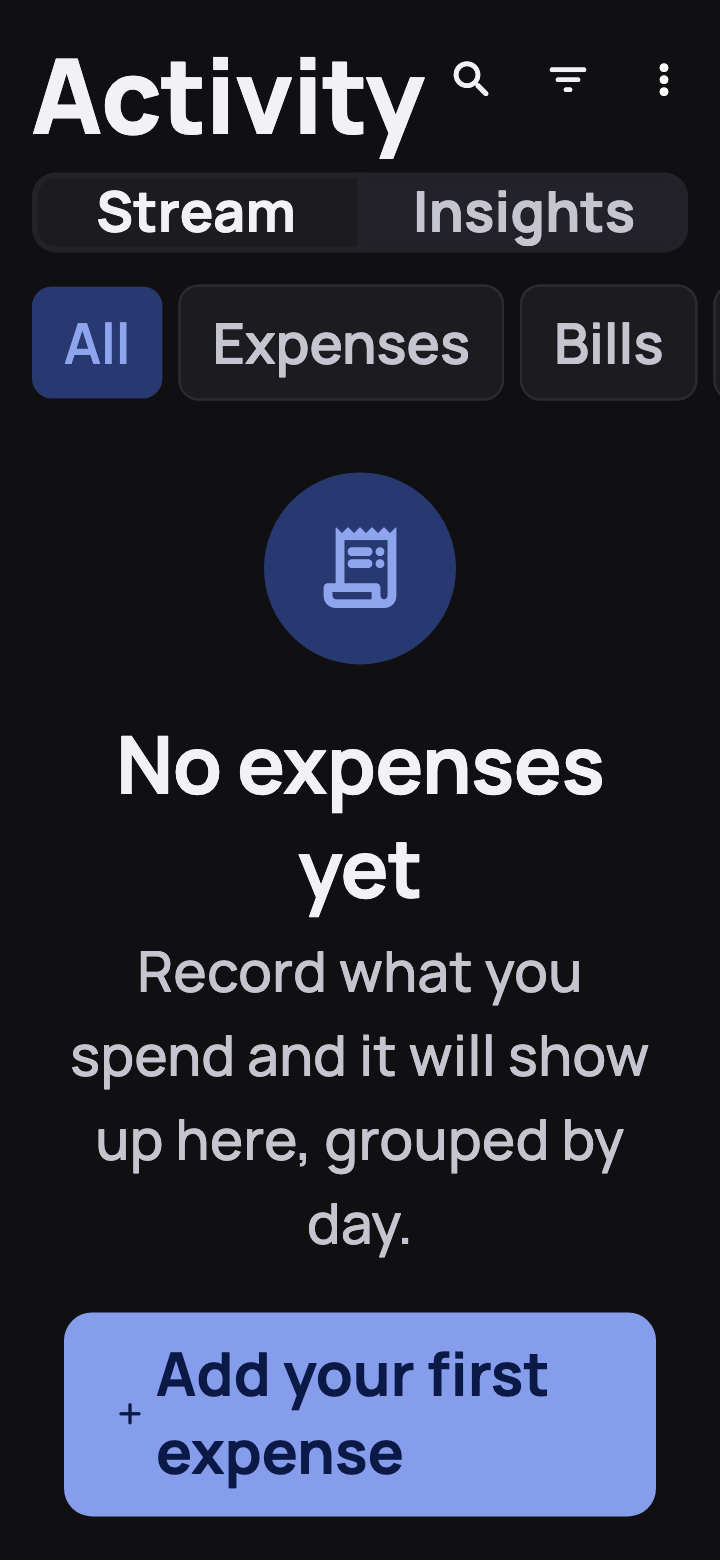 Activity
Stream Insights
All Expenses Bills
No expenses
yet
Record what you
spend and it will show
up here, grouped by
day.
+ Add your first
expense